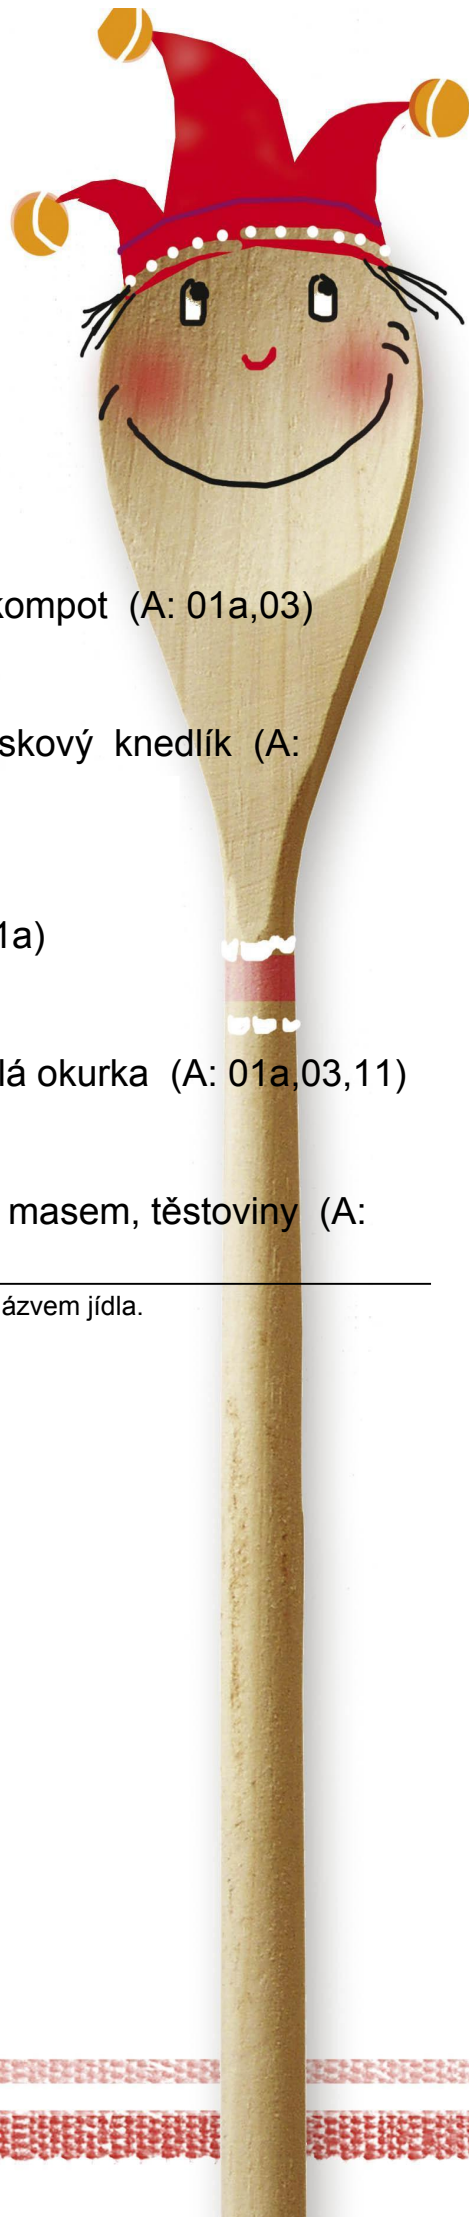 kompot (A: 01a,03)
skový knedlík (A:
1a)
lá okurka (A: 01a,03,11)
masem, těstoviny (A:
ázvem jídla.